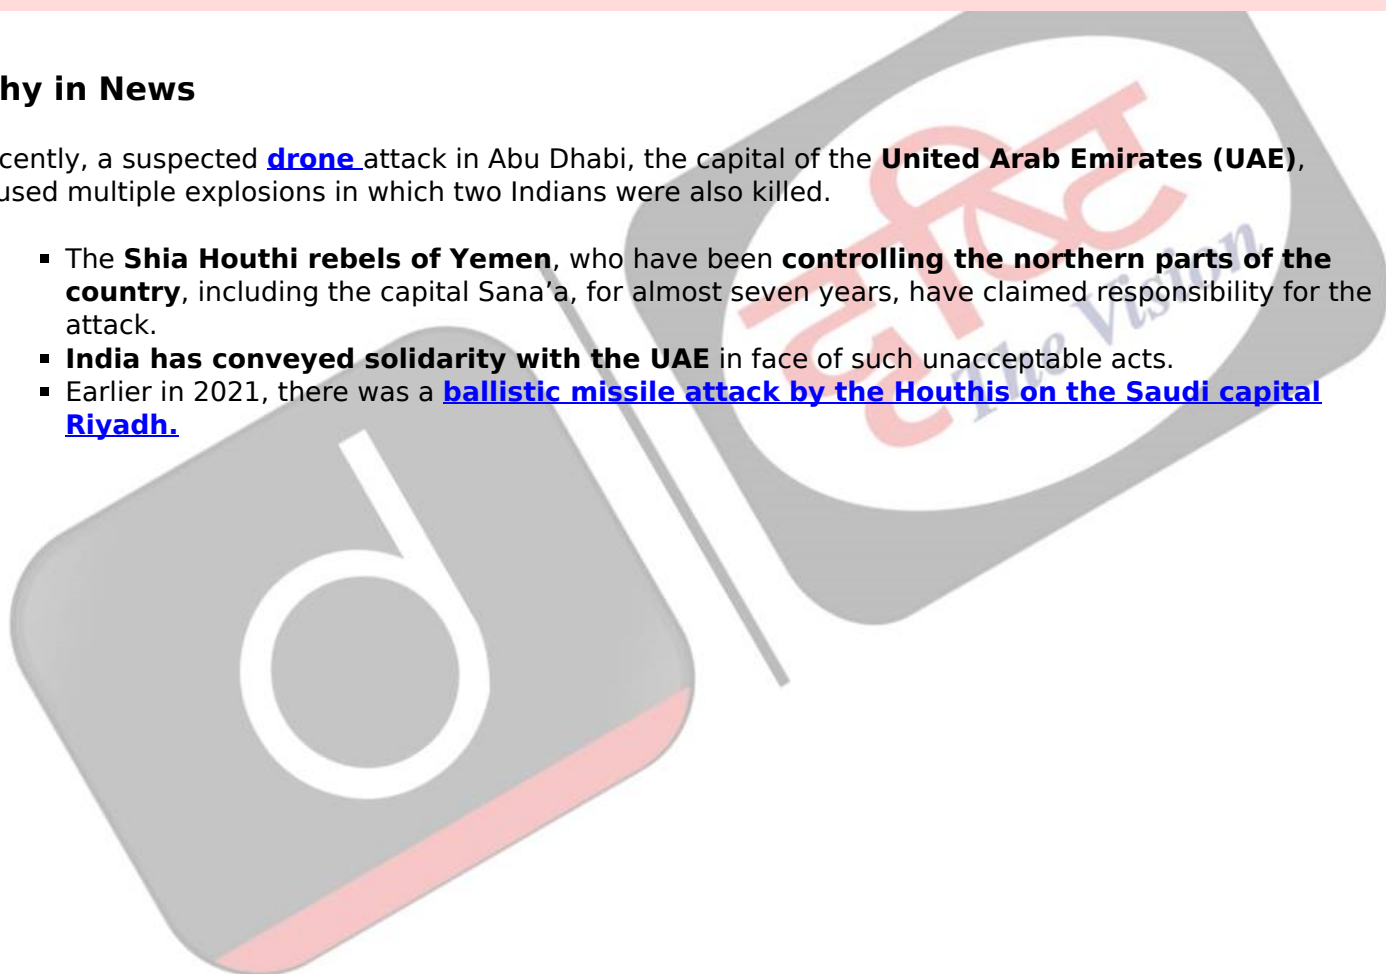 hy in News
cently, a suspected drone attack in Abu Dhabi, the capital of the United Arab Emirates (UAE),
used multiple explosions in which two Indians were also killed.
The Shia Houthi rebels of Yemen, who have been controlling the northern parts of the
country, including the capital Sana’a, for almost seven years, have claimed responsibility for the
attack.
India has conveyed solidarity with the UAE in face of such unacceptable acts.
Earlier in 2021, there was a ballistic missile attack by the Houthis on the Saudi capital
Riyadh.
d
दृष्टि
The Vision